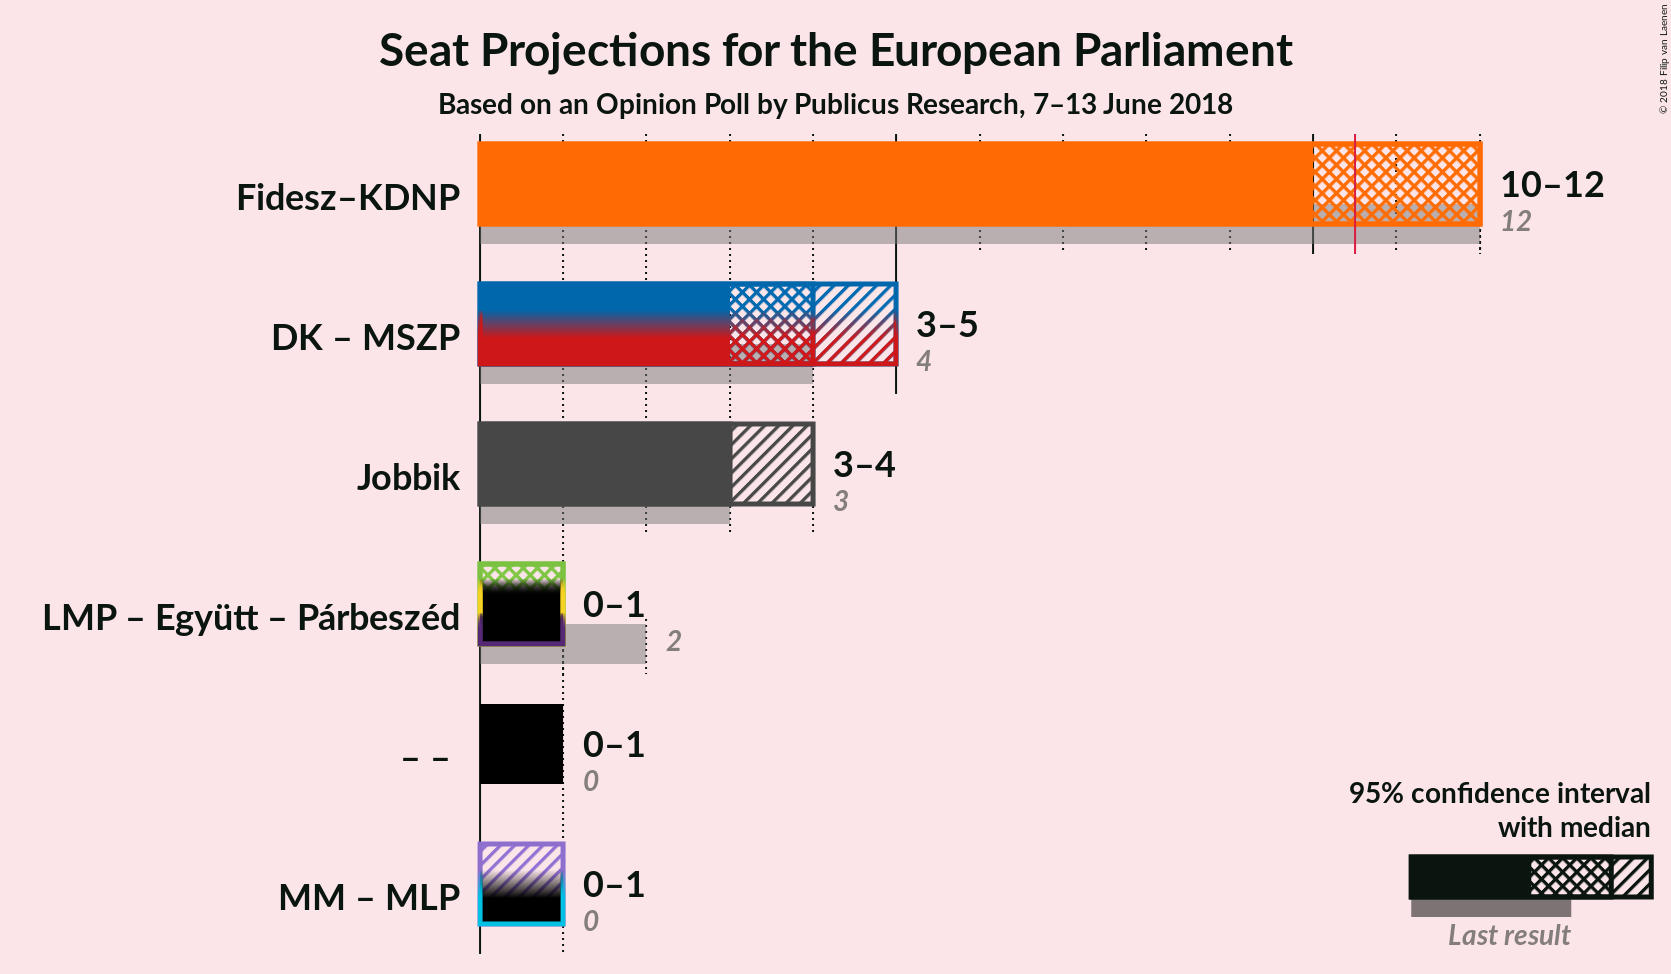 Seat Projections for the European Parliament
Based on an Opinion Poll by Publicus Research, 7–13 June 2018
© 2018 Filip van Laenen
Fidesz–KDNP
10–12
12
DK – MSZP
3–5
4
Jobbik
3–4
3
LMP – Együtt – Párbeszéd
0–1
2
– –
0–1
0
MM – MLP
0–1
0
95% confidence interval
with median
Last result